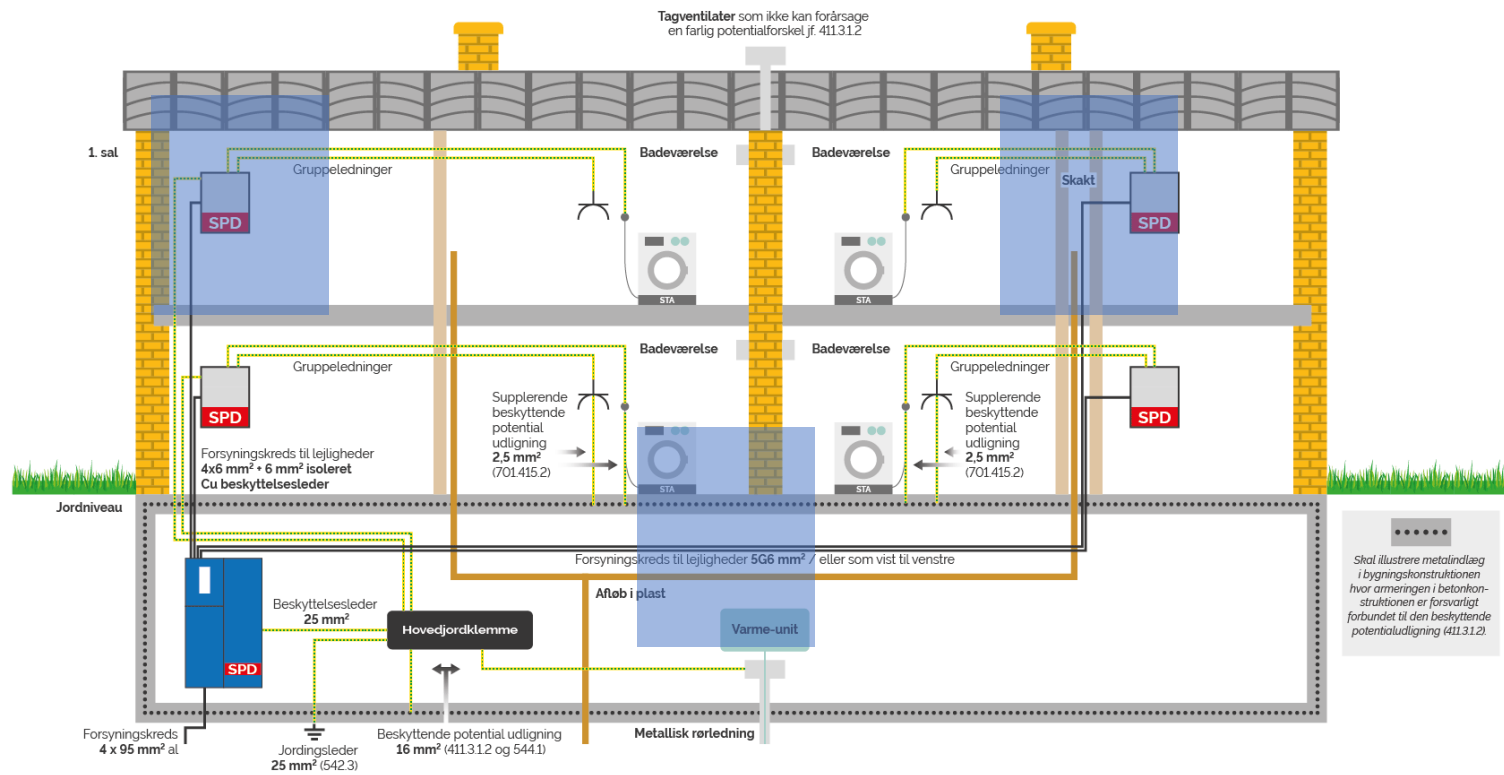 Tagventilater som ikke kan forårsage
en farlig potentialforskel jf. 411.3.1.2
1. sal
Badeværelse
Badeværelse
Gruppeledninger
Gruppeledninger
Skakt
SPD
SPD
STA
STA
Badeværelse
Badeværelse
Gruppeledninger
Gruppeledninger
SPD
SPD
Supplerende
beskyttende
potential
udligning
2,5 mm²
(701.415.2)
Supplerende
beskyttende
potential
udligning
2,5 mm²
(701.415.2)
Forsyningskreds til lejligheder
4x6 mm² + 6 mm² isoleret
Cu beskyttelsesleder
STA
STA
Jordniveau
Forsyningskreds til lejligheder 5G6 mm² / eller som vist til venstre
Afløb i plast
Beskyttelsesleder
25 mm²
Hovedjordklemme
Varme-unit
SPD
Skal illustrere metalindlæg
i bygningskonstruktionen
hvor armeringen i betonkon-
struktionen er forsvarligt
forbundet til den beskyttende
potentialudligning (411.3.1.2).
Forsyningskreds
4 x 95 mm² al
Jordingsleder
25 mm² (542.3)
Beskyttende potential udligning
16 mm² (411.3.1.2 og 544.1)
Metallisk rørledning